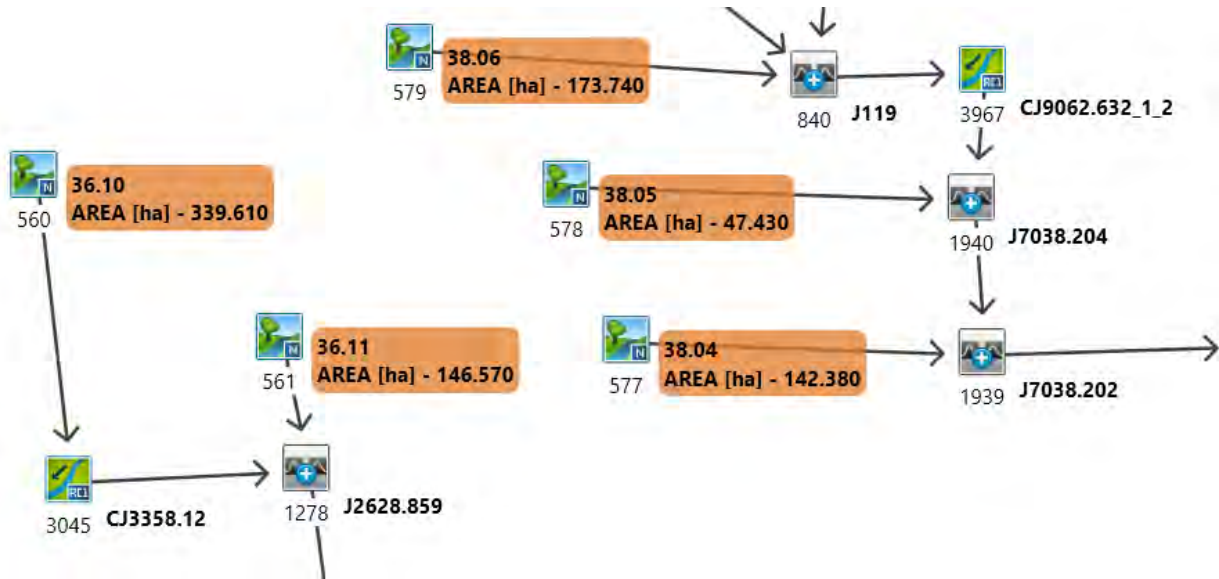 38.06
AREA [ha] - 173.740
N
579
840
J119
RC1
3967
CJ9062.632_1_2
36.10
AREA [ha] - 339.610
N
560
38.05
AREA [ha] - 47.430
N
578
1940
J7038.204
36.11
AREA [ha] - 146.570
N
561
38.04
AREA [ha] - 142.380
N
577
1939
J7038.202
RC1
3045
CJ3358.12
1278
J2628.859